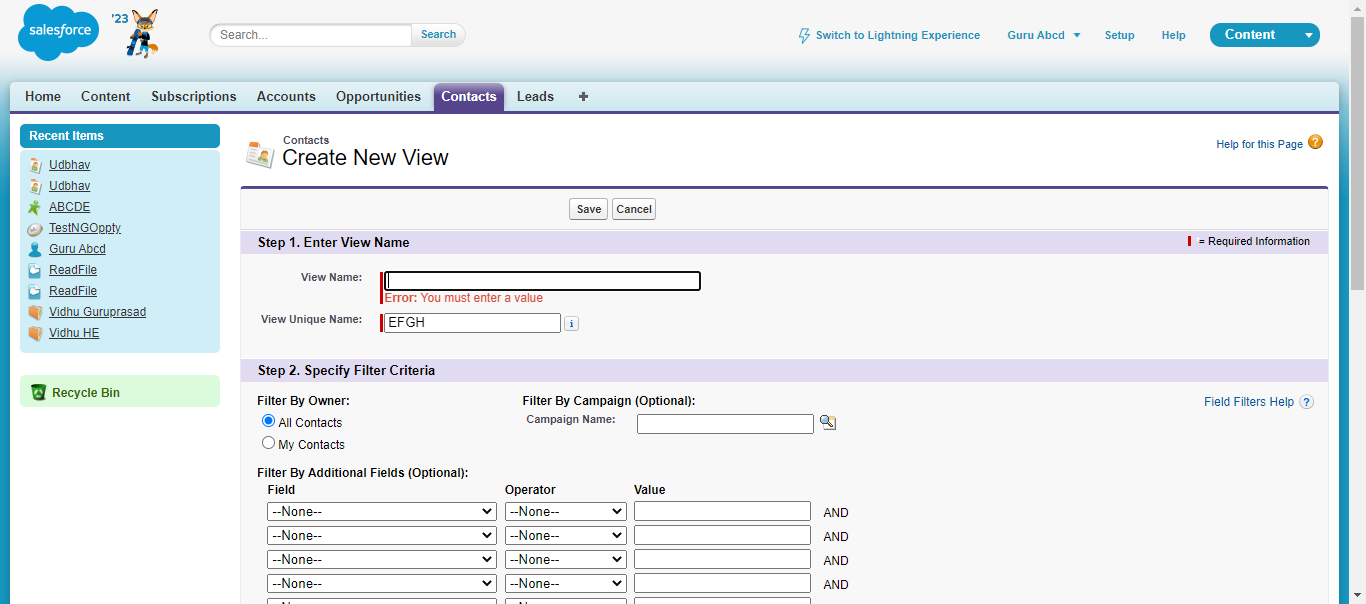 salesforce
'23
Search...
Search
Switch to Lightning Experience
Guru Abcd
Setup
Help
Content
Home
Content
Subscriptions
Accounts
Opportunities
Contacts
Leads
+
Recent Items
Udbhav
Udbhav
ABCDE
TestNGOppty
Guru Abcd
ReadFile
ReadFile
Vidhu Guruprasad
Vidhu HE
Recycle Bin
Contacts
Create New View
Help for this Page ?
Save
Cancel
Step 1. Enter View Name
= Required Information
View Name:
Error: You must enter a value
View Unique Name:
EFGH
i
Step 2. Specify Filter Criteria
Filter By Owner:
All Contacts
My Contacts
Filter By Campaign (Optional):
Campaign Name:
Field Filters Help ?
Filter By Additional Fields (Optional):
Field Operator Value
--None-- --None-- AND
--None-- --None-- AND
--None-- --None-- AND
--None-- --None-- AND